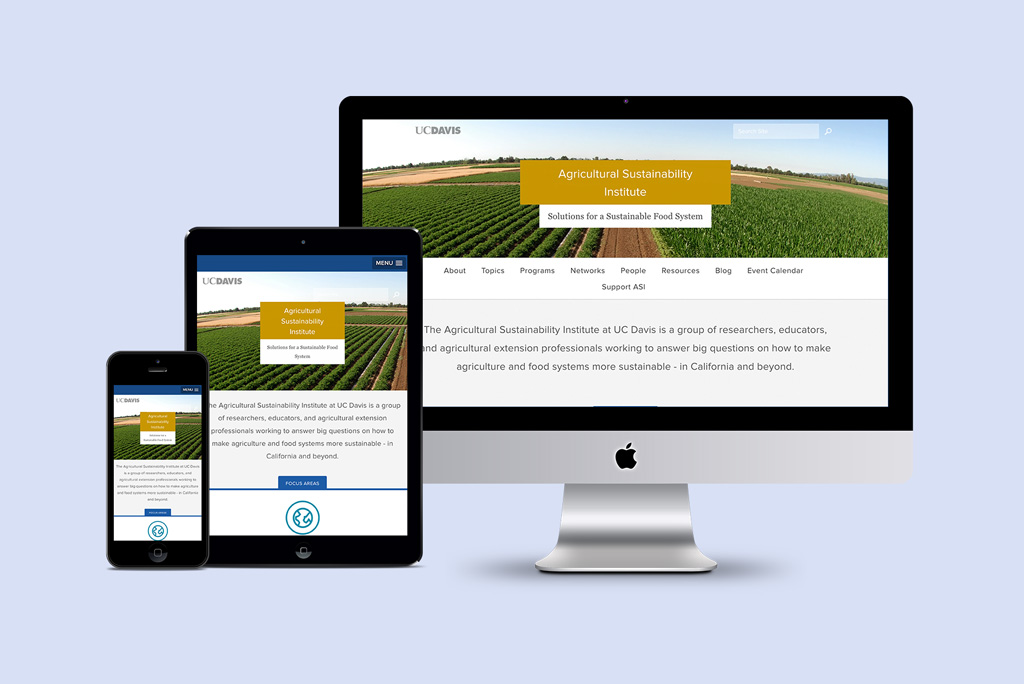 UCDAVIS
Search Site
Agricultural Sustainability
Institute
Solutions for a Sustainable Food System
About Topics Programs Networks People Resources Blog Event Calendar
Support ASI
The Agricultural Sustainability Institute at UC Davis is a group of researchers, educators,
and agricultural extension professionals working to answer big questions on how to make
agriculture and food systems more sustainable - in California and beyond.
MENU
UCDAVIS
Agricultural
Sustainability
Institute
Solutions for a Sustainable Food
System
The Agricultural Sustainability Institute at UC Davis is a group
of researchers, educators, and agricultural extension
professionals working to answer big questions on how to
make agriculture and food systems more sustainable - in
California and beyond.
FOCUS AREAS
MENU
UCDAVIS
Agricultural
Sustainability
Institute
Solutions for a
Sustainable Food System
The Agricultural Sustainability Institute at UC Davis
is a group of researchers, educators, and
agricultural extension professionals working to
answer big questions on how to make agriculture
and food systems more sustainable - in California
and beyond.
FOCUS AREAS